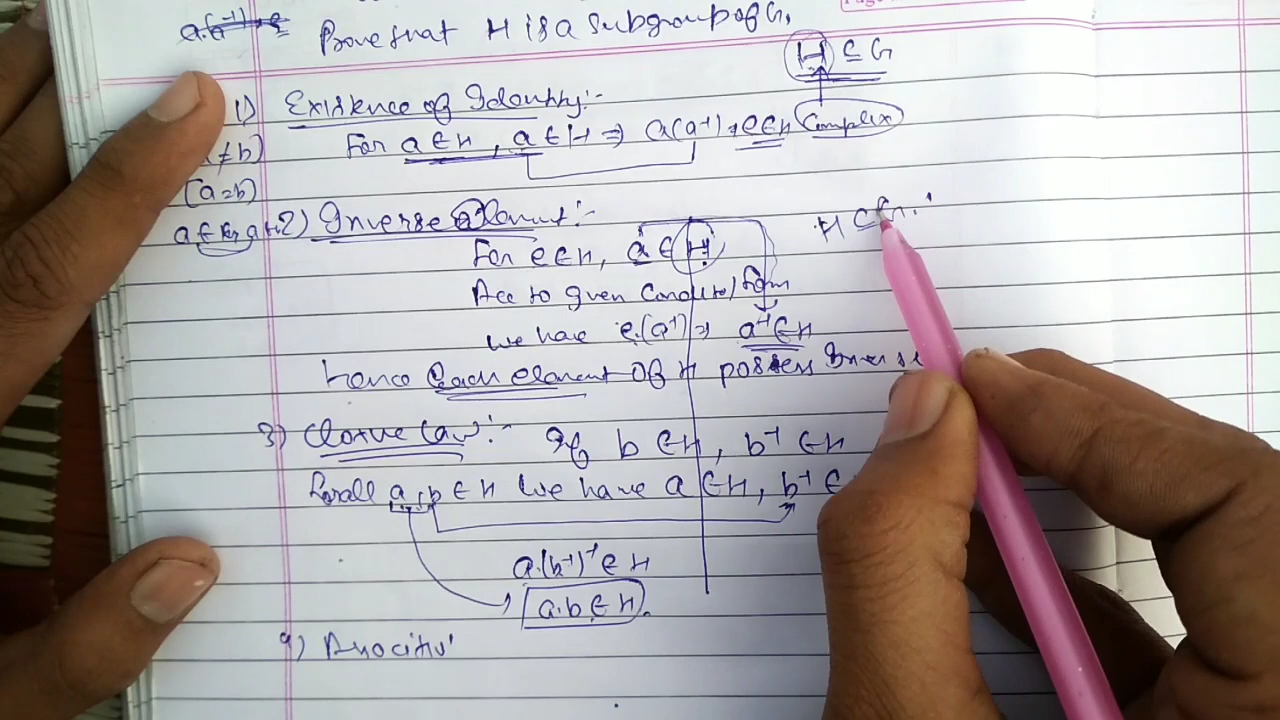 Prove that H is a subgroup of G.
H ⊆ G
1) Existence of Identity:-
For a∈H, a∈H ⇒ a(a⁻¹) = e∈H (Complex)
a≠b)
(a=b)
2) Inverse element:-
H ⊆ G
For e∈H, a∈H
Acc to given Condition/
we have e.(a⁻¹) ⇒ a⁻¹∈H
hence Each element of H possess Inverse
3) Closure law:- If b∈H, b⁻¹∈H
for all a,b∈H we have a∈H, b⁻¹∈
a.(b⁻¹)⁻¹∈H
a.b∈H.
4) Associtiv